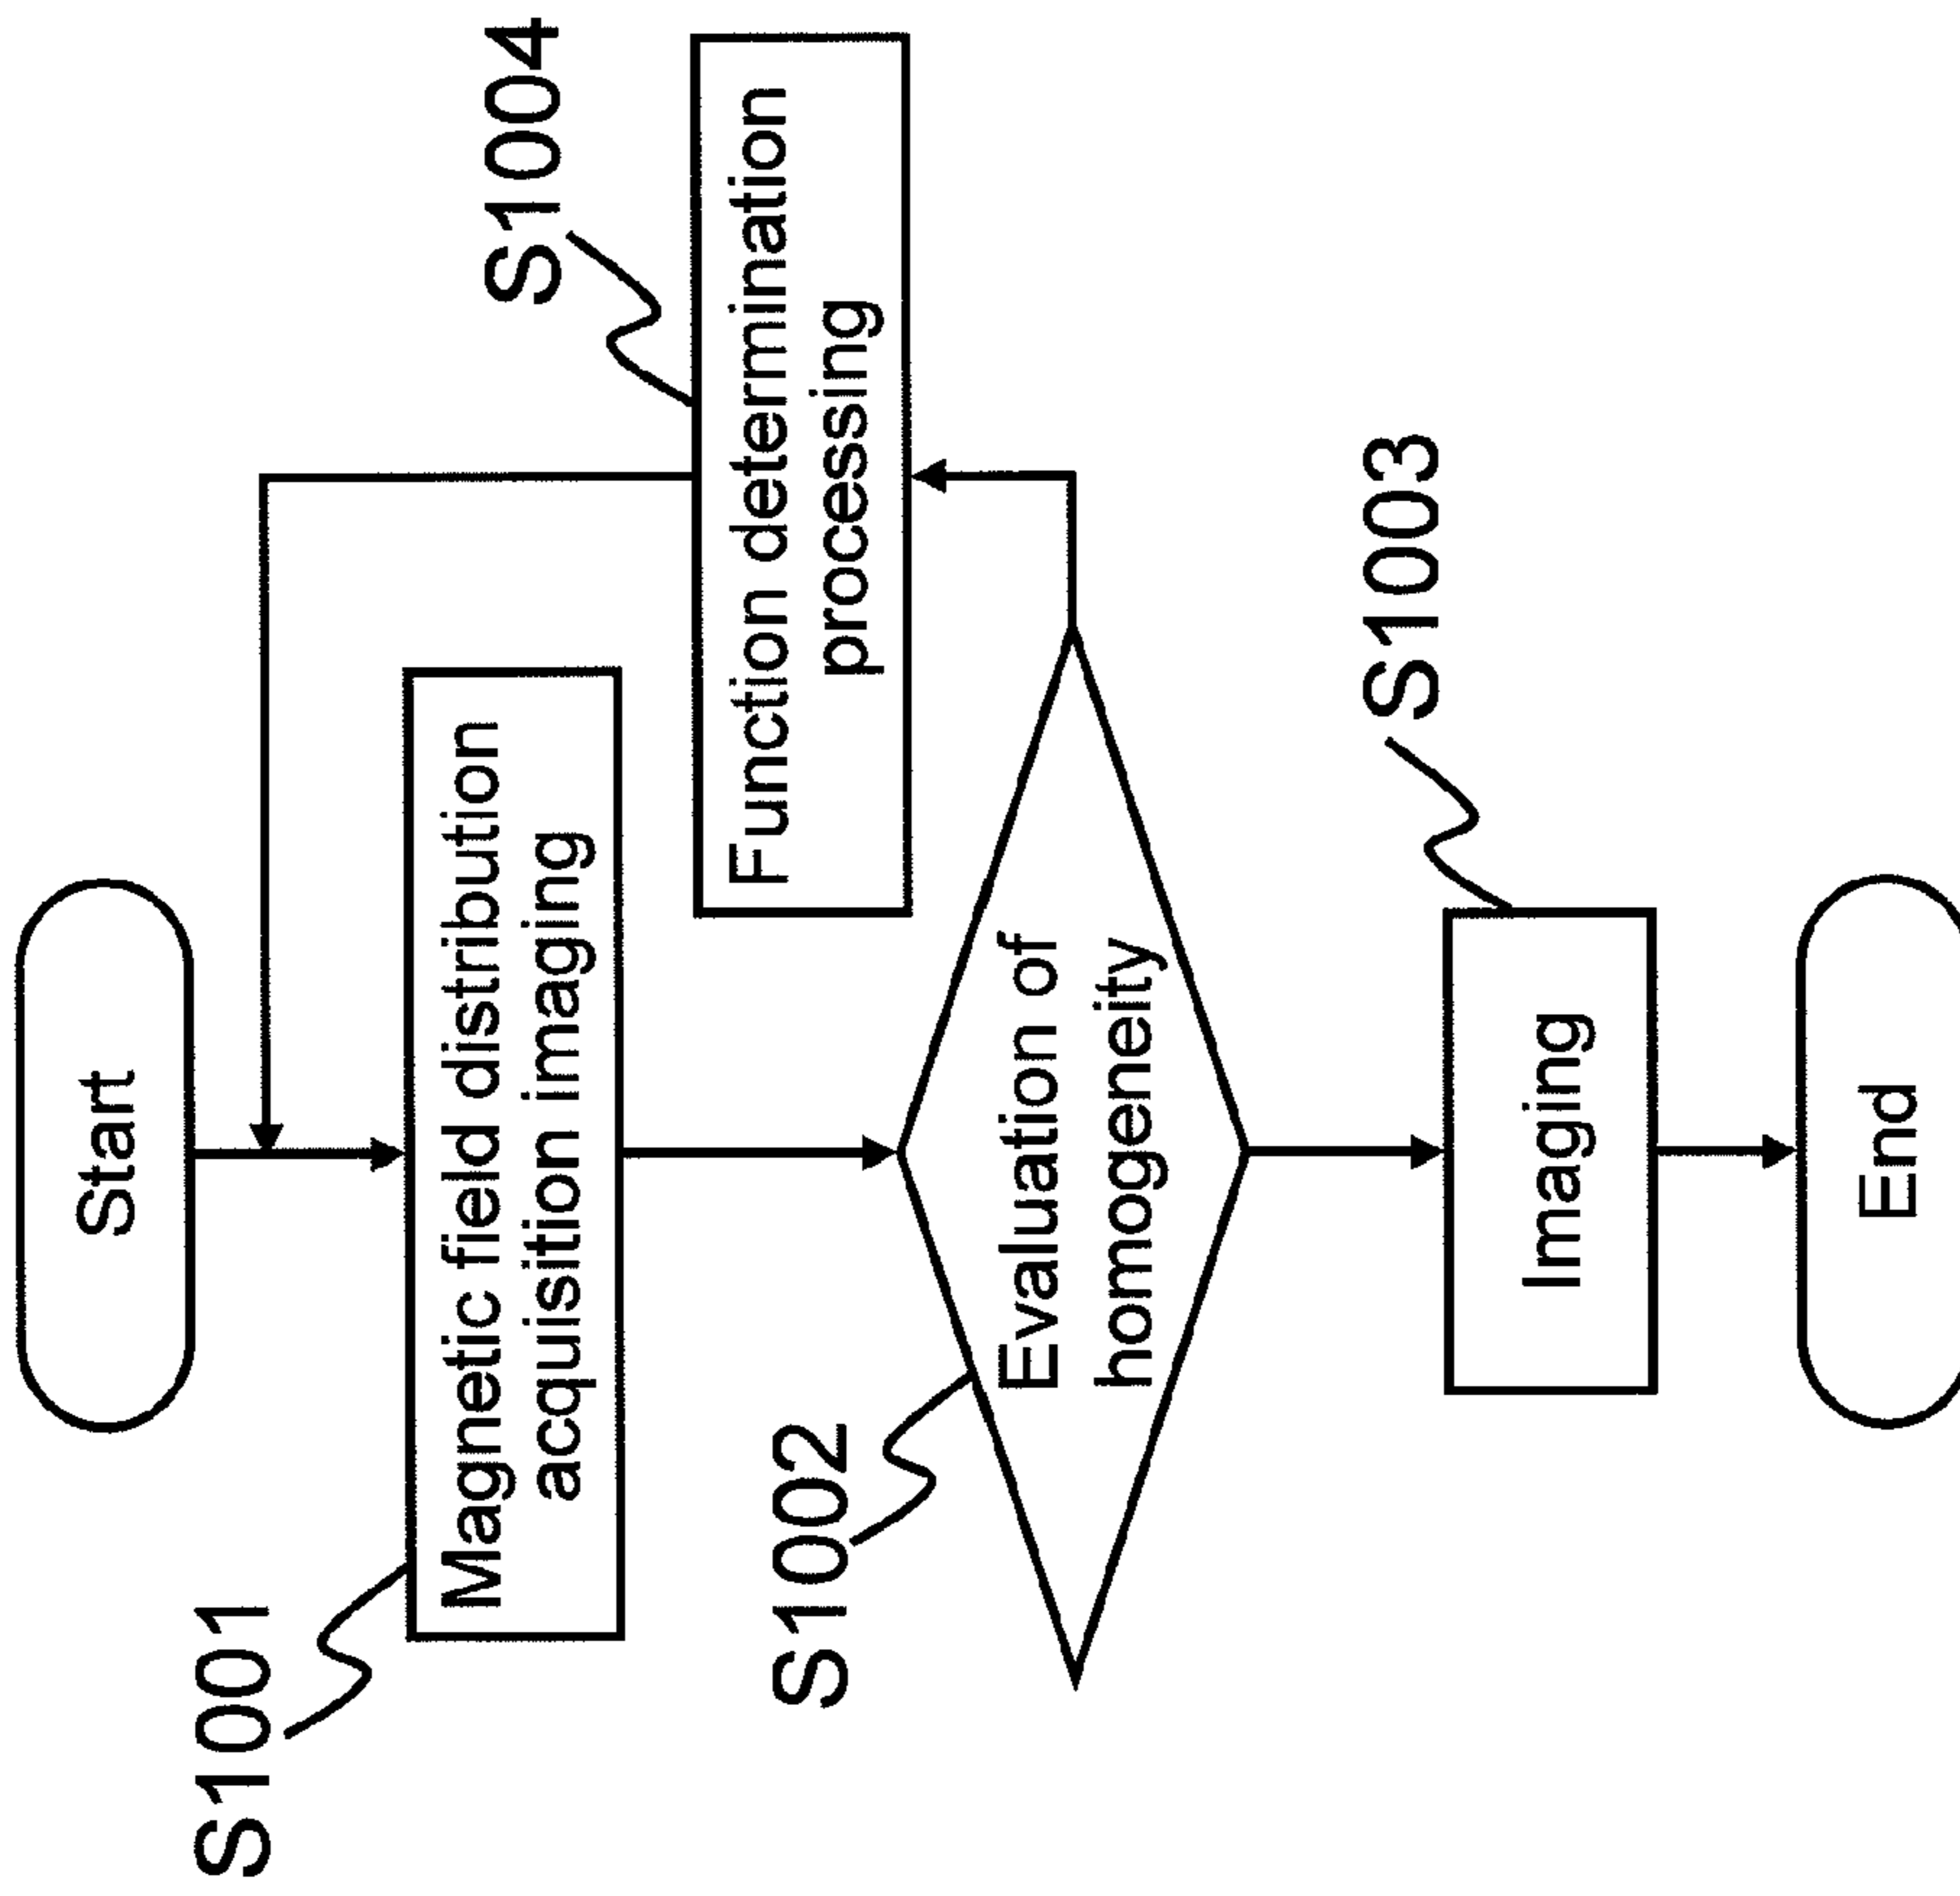 Start
S1001
Magnetic field distribution
acquisition imaging
S1002
Evaluation of
homogeneity
S1004
Function determination
processing
S1003
Imaging
End